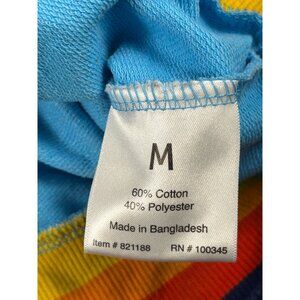 M
60% Cotton
40% Polyester
Made in Bangladesh
Item # 821188 RN # 100345